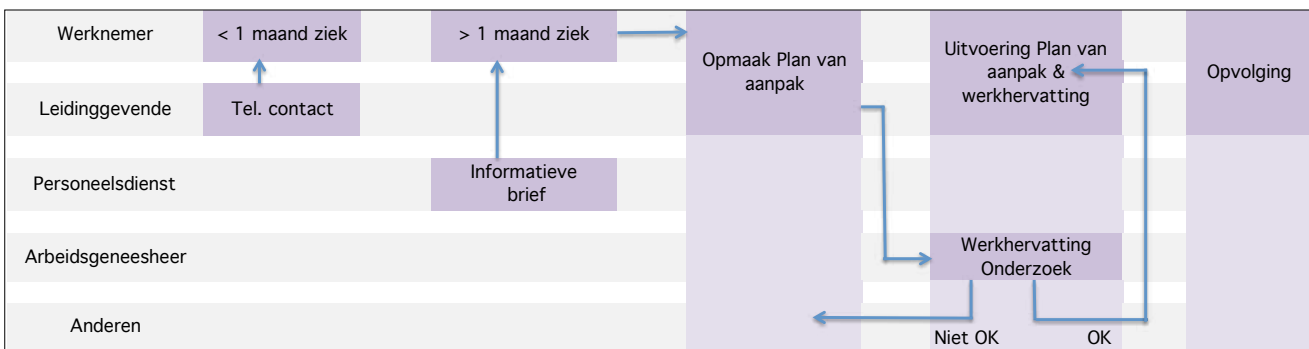 Werknemer
< 1 maand ziek
> 1 maand ziek
Opmaak Plan van
aanpak
Uitvoering Plan van
aanpak &
werkhervatting
Opvolging
Leidinggevende
Tel. contact
Personeelsdienst
Informatieve
brief
Arbeidsgeneesheer
Werkhervatting
Onderzoek
Anderen
Niet OK
OK